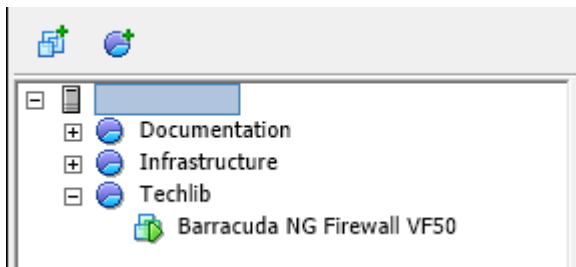 Documentation
Infrastructure
Techlib
Barracuda NG Firewall VF50